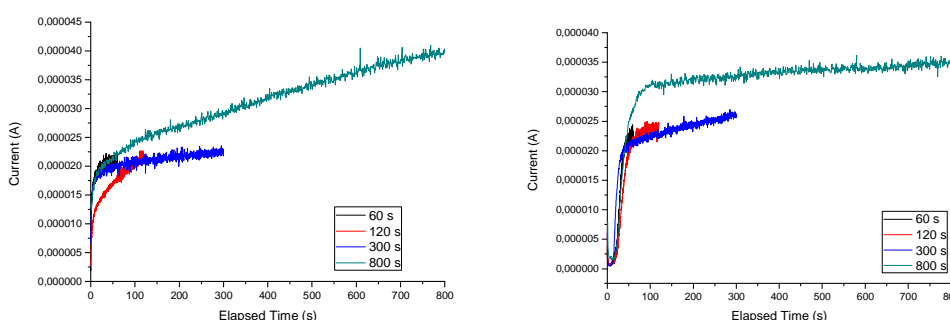 0,000045
0,000040
0,000035
0,000030
0,000025
0,000020
0,000015
0,000010
0,000005
0,000000
Current (A)
0 100 200 300 400 500 600 700 800
Elapsed Time (s)
60 s
120 s
300 s
800 s
0,000040
0,000035
0,000030
0,000025
0,000020
0,000015
0,000010
0,000005
0,000000
Current (A)
0 100 200 300 400 500 600 700 800
Elapsed Time (s)
60 s
120 s
300 s
800 s